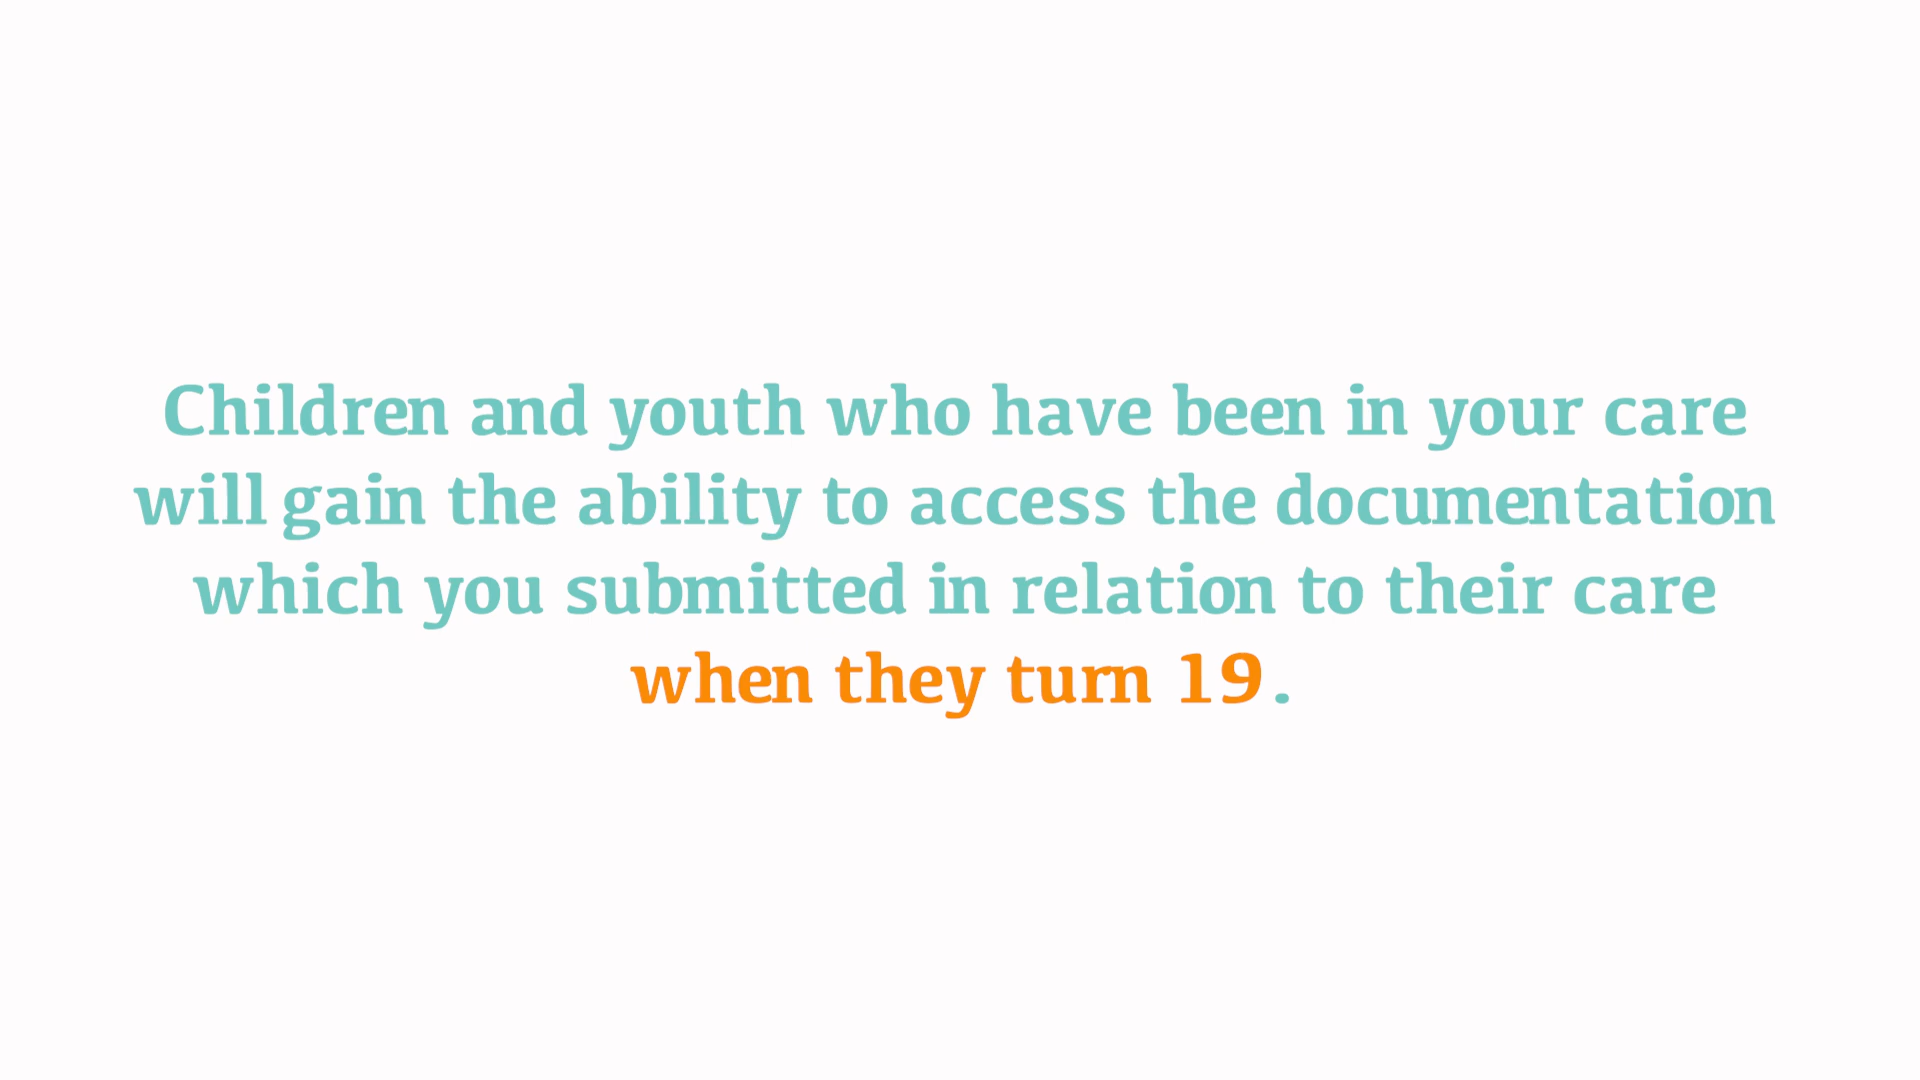 Children and youth who have been in your care
will gain the ability to access the documentation
which you submitted in relation to their care
when they turn 19.